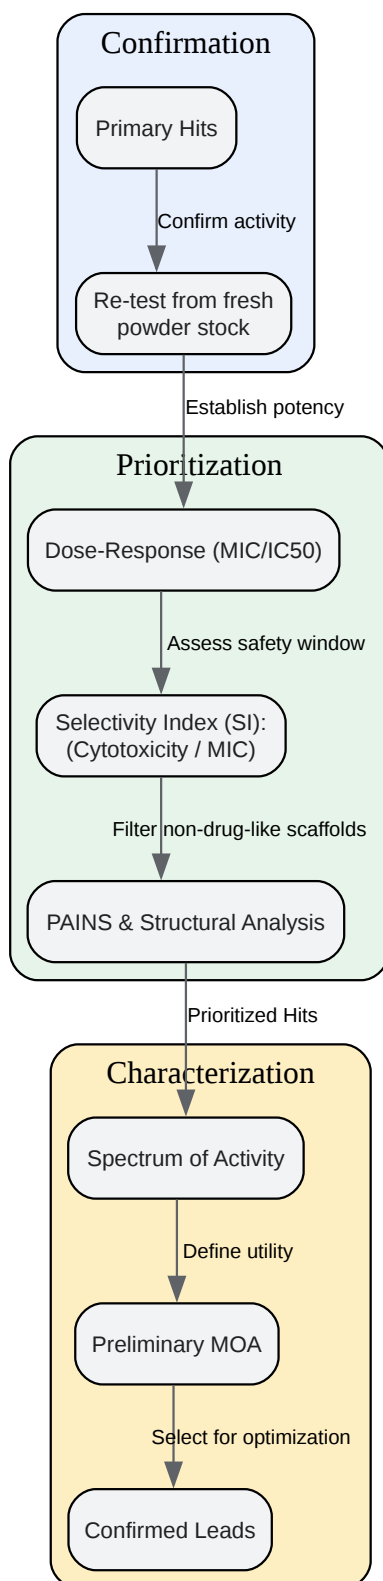 Confirmation
Primary Hits
Confirm activity
Re-test from fresh
powder stock
Establish potency
Prioritization
Dose-Response (MIC/IC50)
Assess safety window
Selectivity Index (SI):
(Cytotoxicity / MIC)
Filter non-drug-like scaffolds
PAINS & Structural Analysis
Prioritized Hits
Characterization
Spectrum of Activity
Define utility
Preliminary MOA
Select for optimization
Confirmed Leads